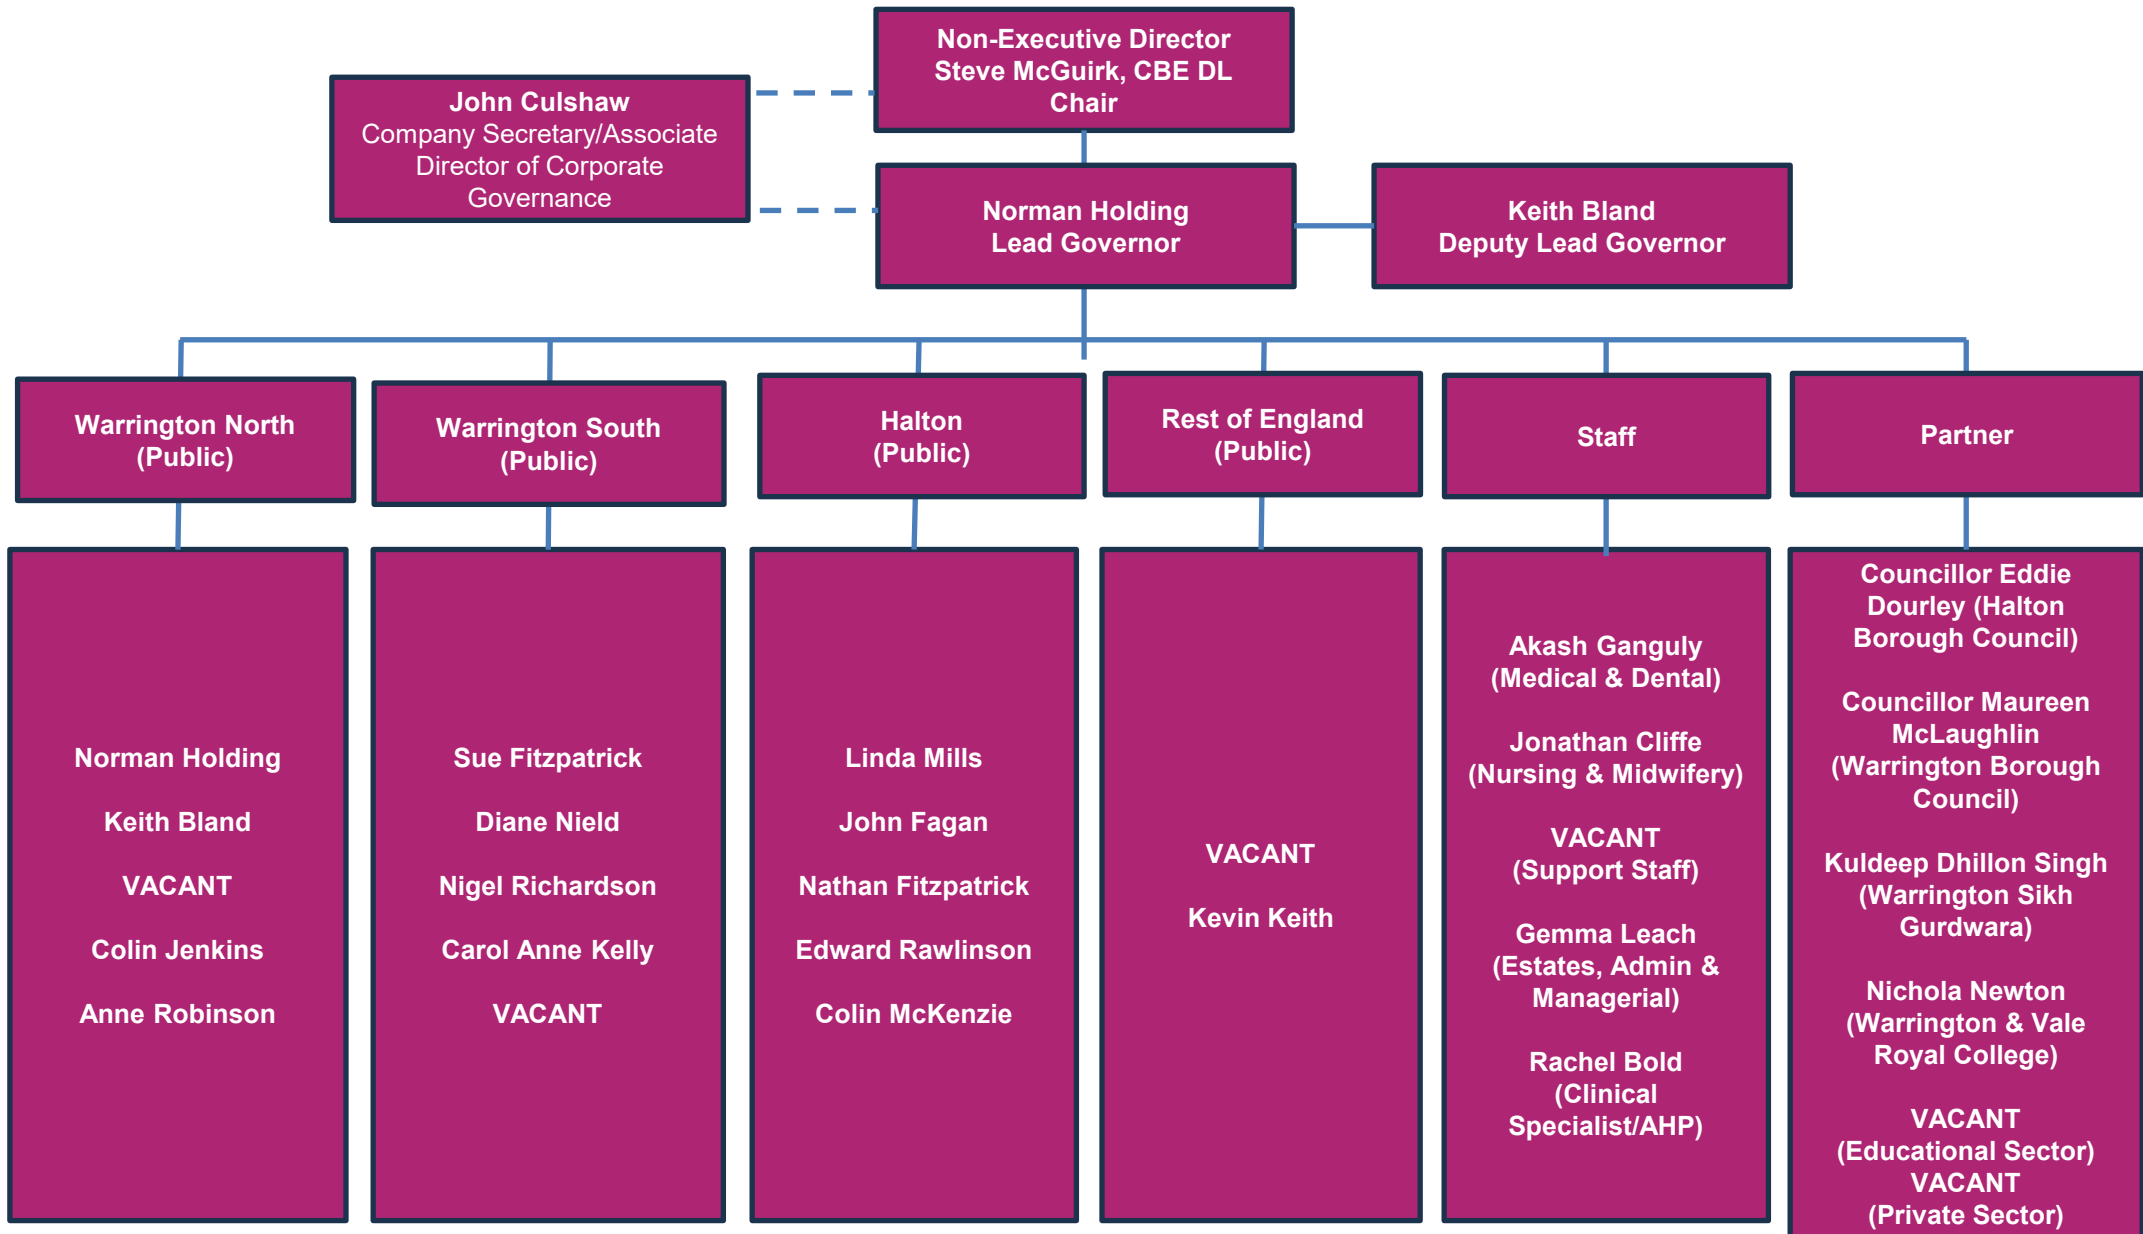 Non-Executive Director
Steve McGuirk, CBE DL
Chair
John Culshaw
Company Secretary/Associate
Director of Corporate
Governance
Norman Holding
Lead Governor
Keith Bland
Deputy Lead Governor
Warrington North
(Public)
Warrington South
(Public)
Halton
(Public)
Rest of England
(Public)
Staff
Partner
Norman Holding
Keith Bland
VACANT
Colin Jenkins
Anne Robinson
Sue Fitzpatrick
Diane Nield
Nigel Richardson
Carol Anne Kelly
VACANT
Linda Mills
John Fagan
Nathan Fitzpatrick
Edward Rawlinson
Colin McKenzie
VACANT
Kevin Keith
Akash Ganguly
(Medical & Dental)
Jonathan Cliffe
(Nursing & Midwifery)
VACANT
(Support Staff)
Gemma Leach
(Estates, Admin &
Managerial)
Rachel Bold
(Clinical
Specialist/AHP)
Councillor Eddie
Dourley (Halton
Borough Council)
Councillor Maureen
McLaughlin
(Warrington Borough
Council)
Kuldeep Dhillon Singh
(Warrington Sikh
Gurdwara)
Nichola Newton
(Warrington & Vale
Royal College)
VACANT
(Educational Sector)
VACANT
(Private Sector)